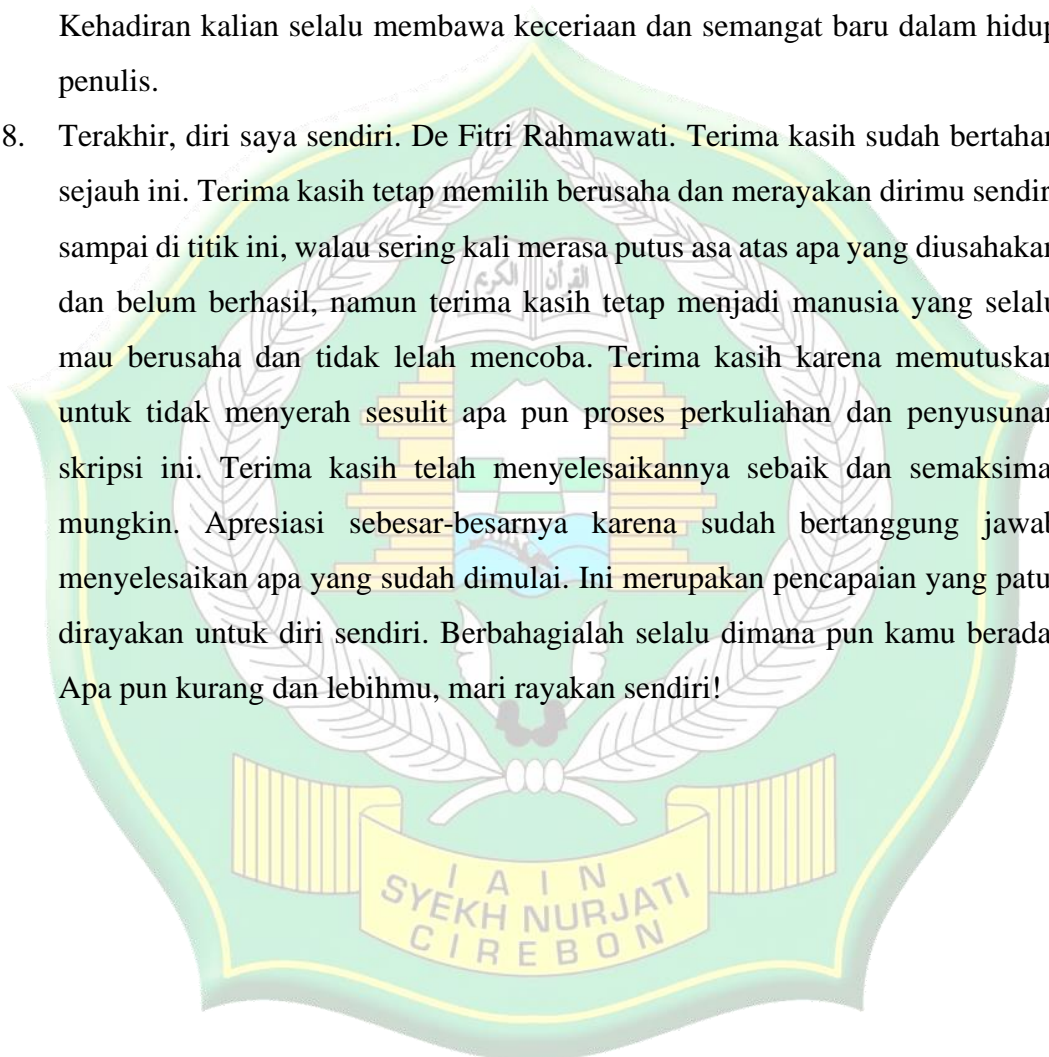 Kehadiran kalian selalu membawa keceriaan dan semangat baru dalam hidup
penulis.
8. Terakhir, diri saya sendiri. De Fitri Rahmawati. Terima kasih sudah bertahan
sejauh ini. Terima kasih tetap memilih berusaha dan merayakan dirimu sendir
sampai di titik ini, walau sering kali merasa putus asa atas apa yang diusahakan
dan belum berhasil, namun terima kasih tetap menjadi manusia yang selalu
mau berusaha dan tidak lelah mencoba. Terima kasih karena memutuskan
untuk tidak menyerah sesulit apa pun proses perkuliahan dan penyusunan
skripsi ini. Terima kasih telah menyelesaikannya sebaik dan semaksima
mungkin. Apresiasi sebesar-besarnya karena sudah bertanggung jawab
menyelesaikan apa yang sudah dimulai. Ini merupakan pencapaian yang patu
dirayakan untuk diri sendiri. Berbahagialah selalu dimana pun kamu berada
Apa pun kurang dan lebihmu, mari rayakan sendiri!
القرآن الكريم
IAIN
SYEKH NURJATI
CIREBON